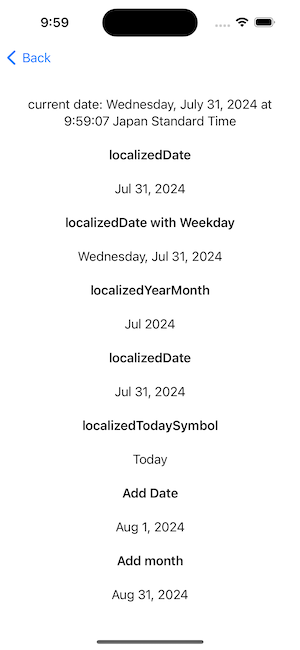 9:59
Back
current date: Wednesday, July 31, 2024 at
9:59:07 Japan Standard Time
localizedDate
Jul 31, 2024
localizedDate with Weekday
Wednesday, Jul 31, 2024
localizedYearMonth
Jul 2024
localizedDate
Jul 31, 2024
localizedTodaySymbol
Today
Add Date
Aug 1, 2024
Add month
Aug 31, 2024